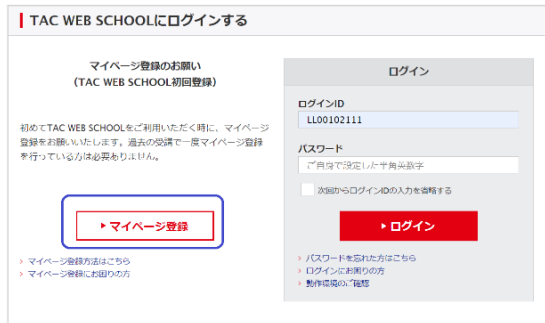 TAC WEB SCHOOLにログインする
マイページ登録のお願い
（TAC WEB SCHOOL初回登録）
初めてTAC WEB SCHOOLをご利用いただく時に、マイページ
登録をお願いいたします。過去の受講で一度マイページ登録
を行っている方は必要ありません。
マイページ登録
マイページ登録方法はこちら
マイページ登録にお困りの方
ログイン
ログインID
LL00102111
パスワード
ご自身で設定した半角英数字
次回からログインIDの入力を省略する
ログイン
パスワードを忘れた方はこちら
ログインにお困りの方
動作環境のご確認